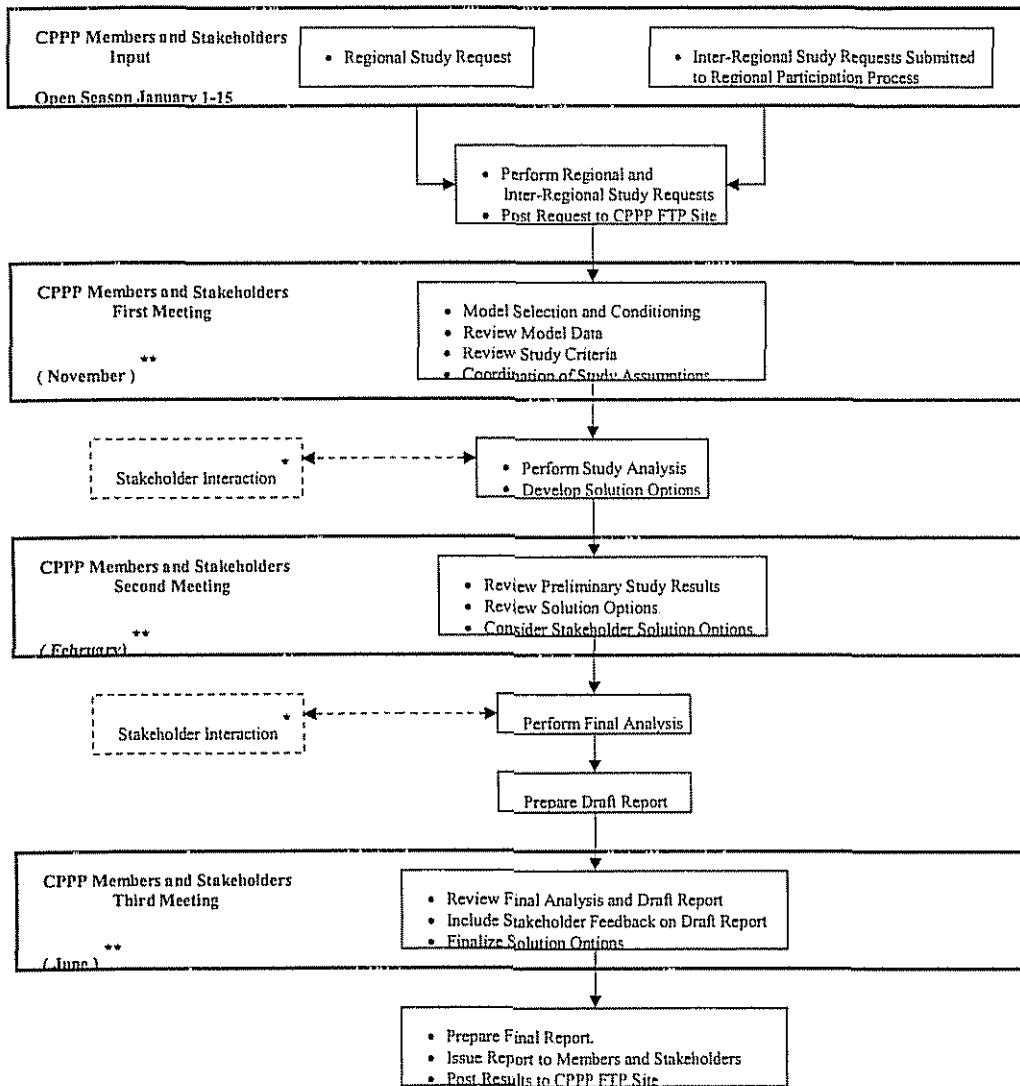 CPPP Members and Stakeholders
Input
Open Season January 1-15
• Regional Study Request
• Inter-Regional Study Requests Submitted
to Regional Participation Process
• Perform Regional and
Inter-Regional Study Requests
• Post Request to CPPP FTP Site
CPPP Members and Stakeholders
First Meeting
( November ) **
• Model Selection and Conditioning
• Review Model Data
• Review Study Criteria
• Coordination of Study Assumptions
Stakeholder Interaction *
• Perform Study Analysis
• Develop Solution Options
CPPP Members and Stakeholders
Second Meeting
( February) **
• Review Preliminary Study Results
• Review Solution Options.
• Consider Stakeholder Solution Options
Stakeholder Interaction *
Perform Final Analysis
Prepare Draft Report
CPPP Members and Stakeholders
Third Meeting
( June ) **
• Review Final Analysis and Draft Report
• Include Stakeholder Feedback on Draft Report
• Finalize Solution Options
• Prepare Final Report.
• Issue Report to Members and Stakeholders
• Post Results to CPPP FTP Site